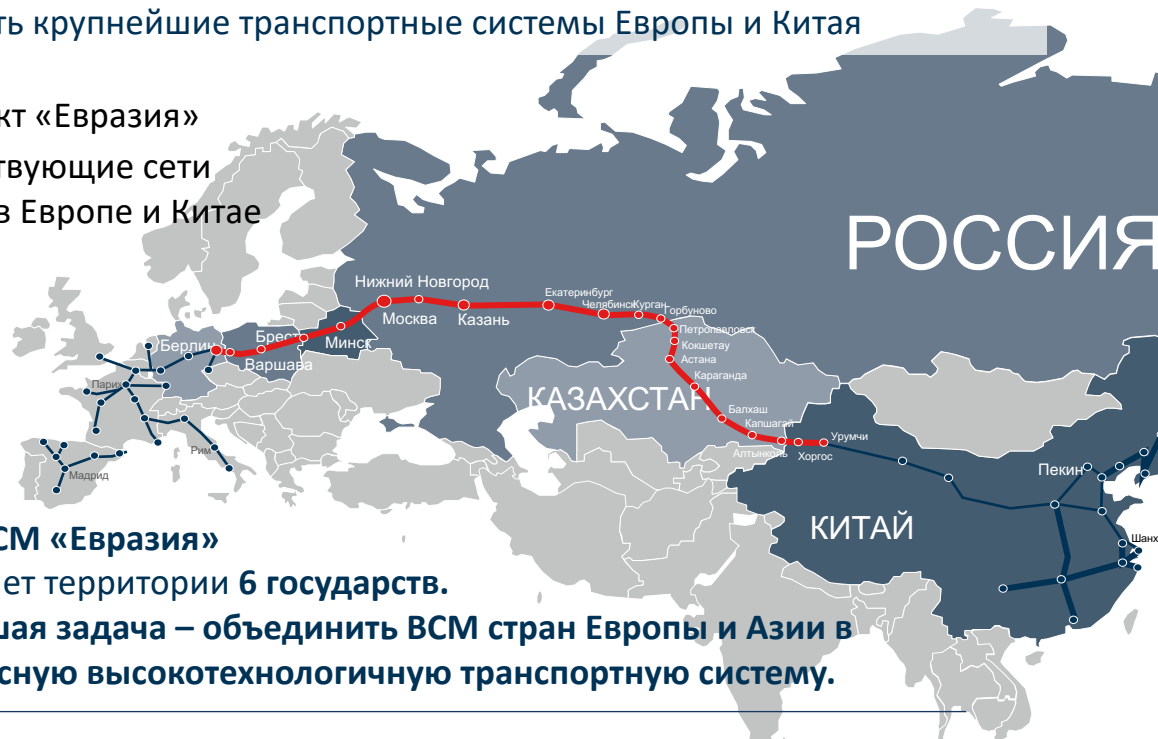 ть крупнейшие транспортные системы Европы и Китая
кт «Евразия»
твующие сети
в Европе и Китае
РОССИЯ
Нижний Новгород
Екатеринбург
Челябинск
Курган
Горбуново
Москва
Казань
Петропавловск
Кокшетау
Астана
Берлин
Брест
Минск
Варшава
Париж
Караганда
КАЗАХСТАН
Балхаш
Капшагай
Урумчи
Алтынколь
Хоргос
Рим
Мадрид
Пекин
КИТАЙ
Шанх
СМ «Евразия»
ет территории 6 государств.
шая задача – объединить ВСМ стран Европы и Азии в
сную высокотехнологичную транспортную систему.